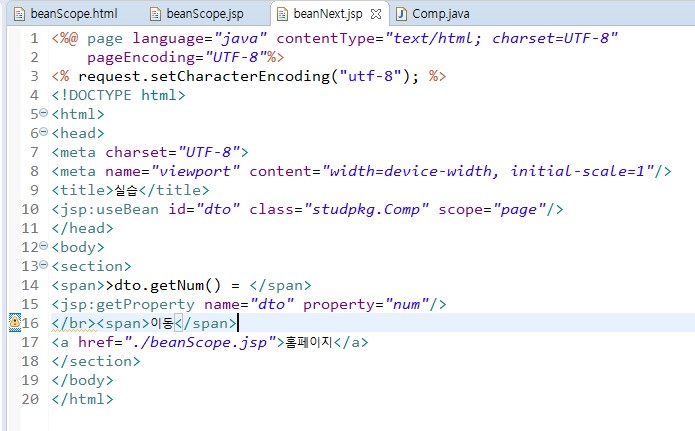 beanScope.html beanScope.jsp beanNext.jsp Comp.java
1 <%@ page language="java" contentType="text/html; charset=UTF-8"
2 pageEncoding="UTF-8"%>
3 <% request.setCharacterEncoding("utf-8"); %>
4 <!DOCTYPE html>
5 <html>
6 <head>
7 <meta charset="UTF-8">
8 <meta name="viewport" content="width=device-width, initial-scale=1"/>
9 <title>실습</title>
10 <jsp:useBean id="dto" class="studpkg.Comp" scope="page"/>
11 </head>
12 <body>
13 <section>
14 <span>>dto.getNum() = </span>
15 <jsp:getProperty name="dto" property="num"/>
16 </br><span>이동</span>
17 <a href="./beanScope.jsp">홈페이지</a>
18 </section>
19 </body>
20 </html>